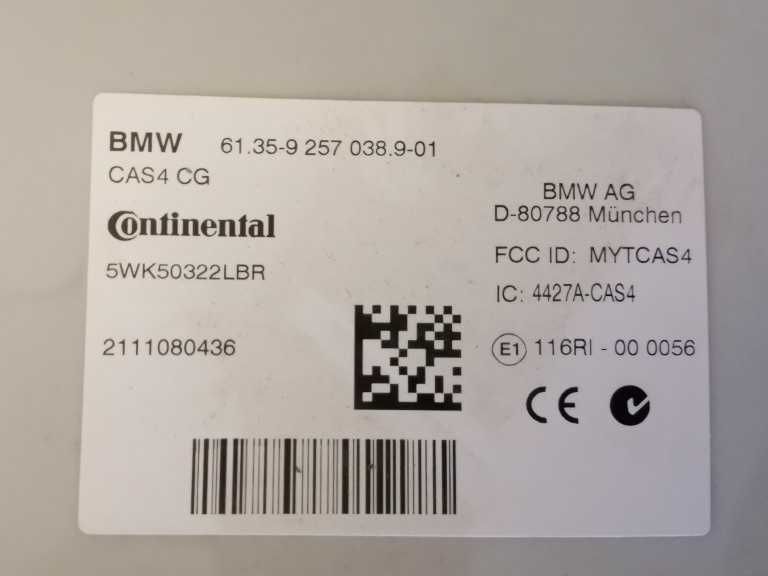 BMW 61.35-9 257 038.9-01
CAS4 CG
Continental
5WK50322LBR
2111080436
BMW AG
D-80788 München
FCC ID: MYTCAS4
IC: 4427A-CAS4
E1 116RI - 00 0056
CE